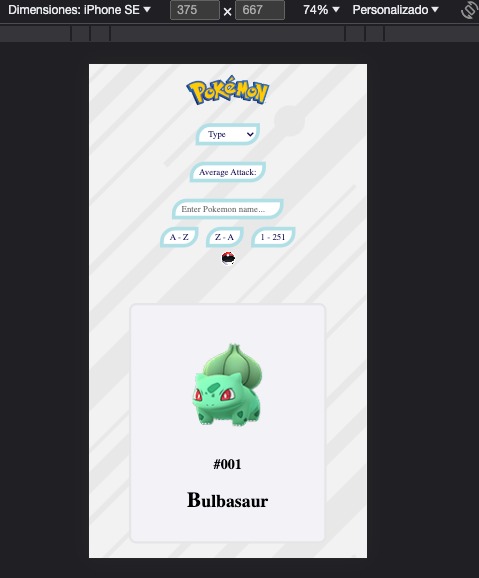 Dimensiones: iPhone SE ▼ 375 × 667 74% ▼ Personalizado ▼
POKéMON
Type
Average Attack:
Enter Pokemon name...
A - Z Z - A 1 - 251
#001
Bulbasaur